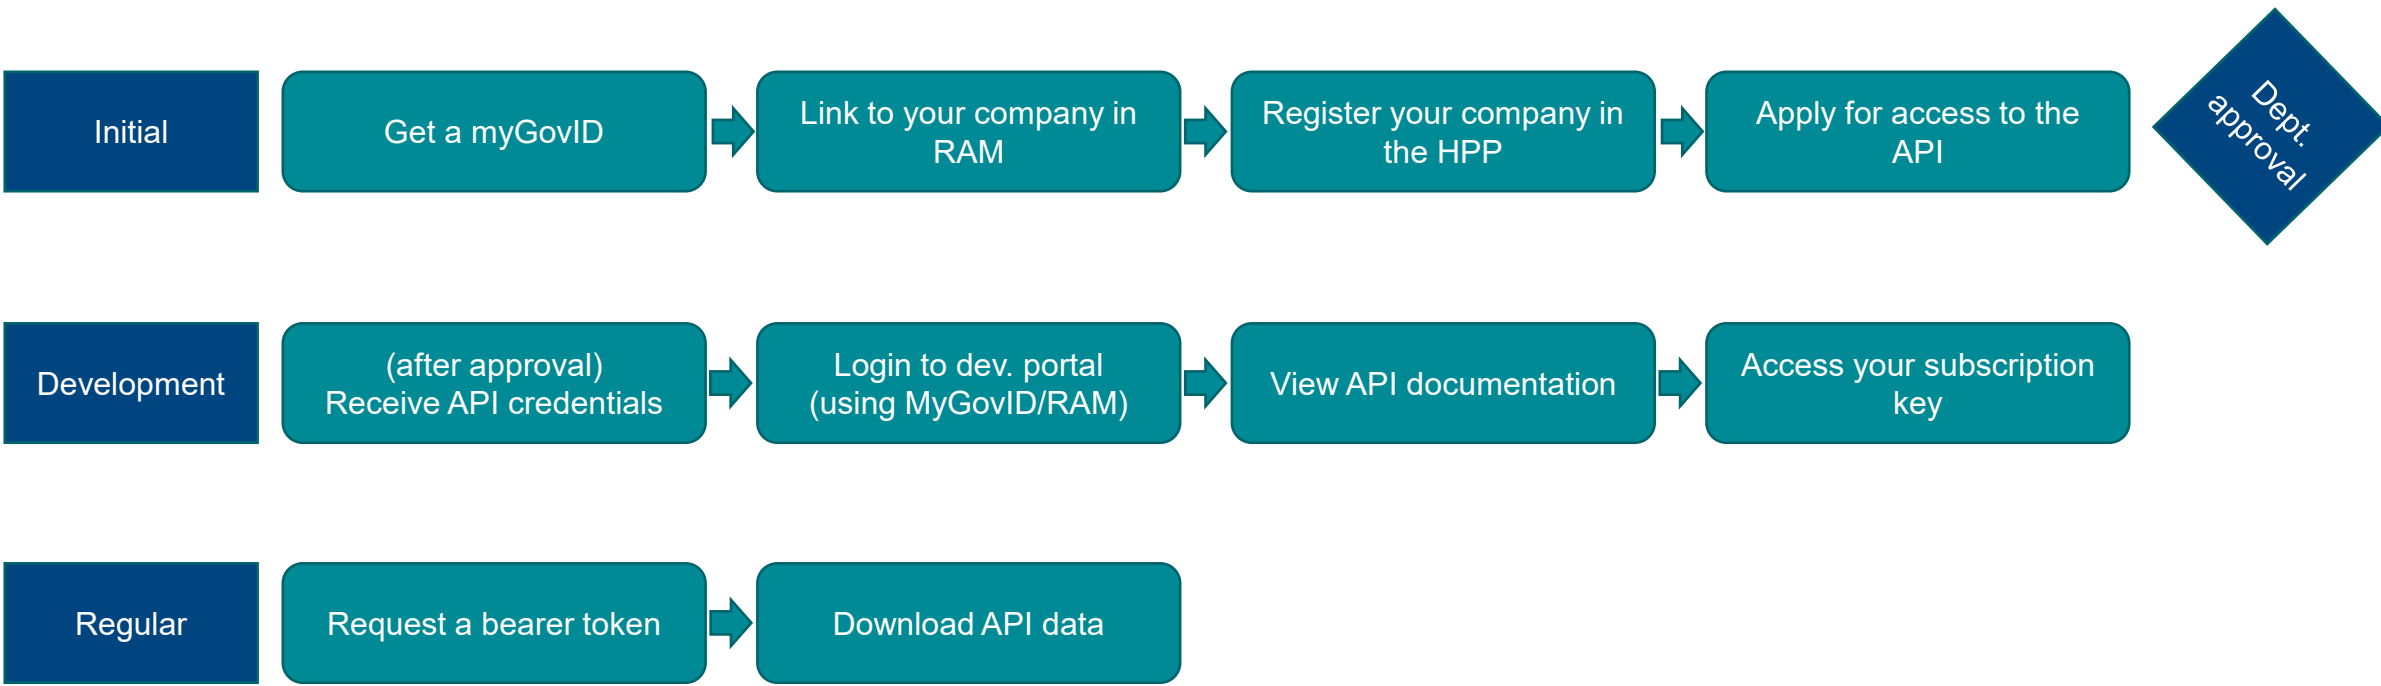 Initial
Get a myGovID
Link to your company in
RAM
Register your company in
the HPP
Apply for access to the
API
Dept.
approval
Development
(after approval)
Receive API credentials
Login to dev. portal
(using MyGovID/RAM)
View API documentation
Access your subscription
key
Regular
Request a bearer token
Download API data